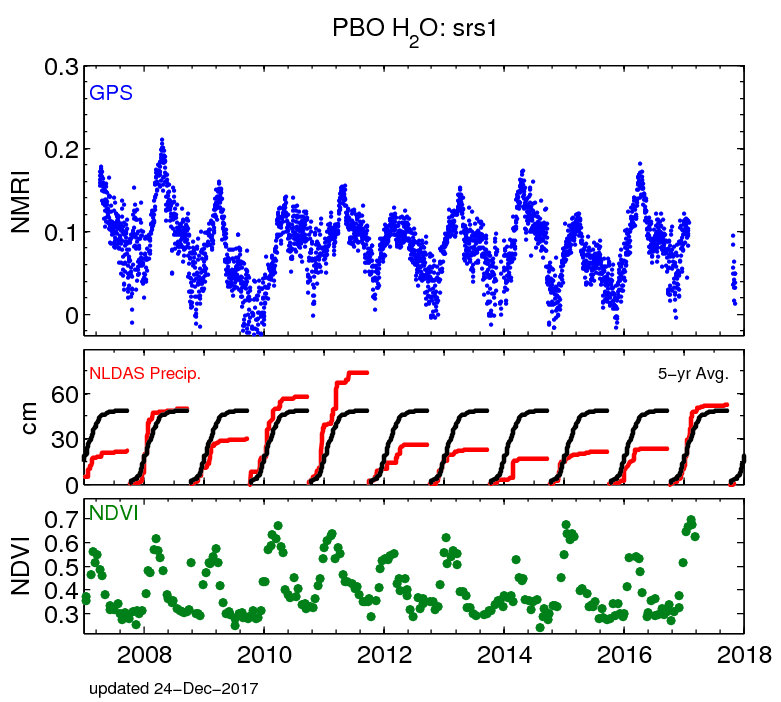 PBO H2O: srs1
0.3
GPS
0.2
NMRI
0.1
0
NLDAS Precip.
5−yr Avg.
60
cm
30
0
NDVI
0.7
0.6
NDVI
0.5
0.4
0.3
2008 2010 2012 2014 2016 2018
updated 24−Dec−2017